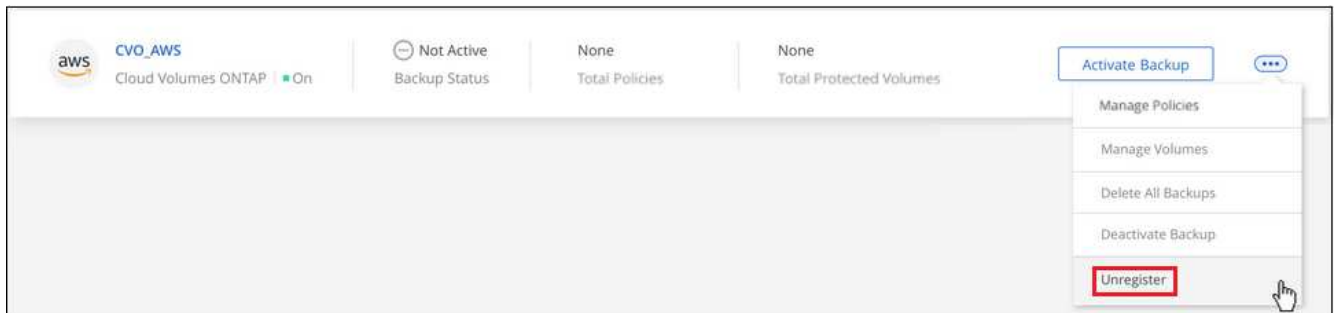 aws
CVO_AWS
Cloud Volumes ONTAP
On
Not Active
Backup Status
None
Total Policies
None
Total Protected Volumes
Activate Backup
Manage Policies
Manage Volumes
Delete All Backups
Deactivate Backup
Unregister